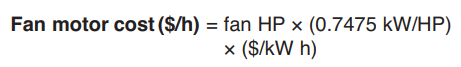 Fan motor cost ($/h) = fan HP × (0.7475 kW/HP)
× ($/kW h)